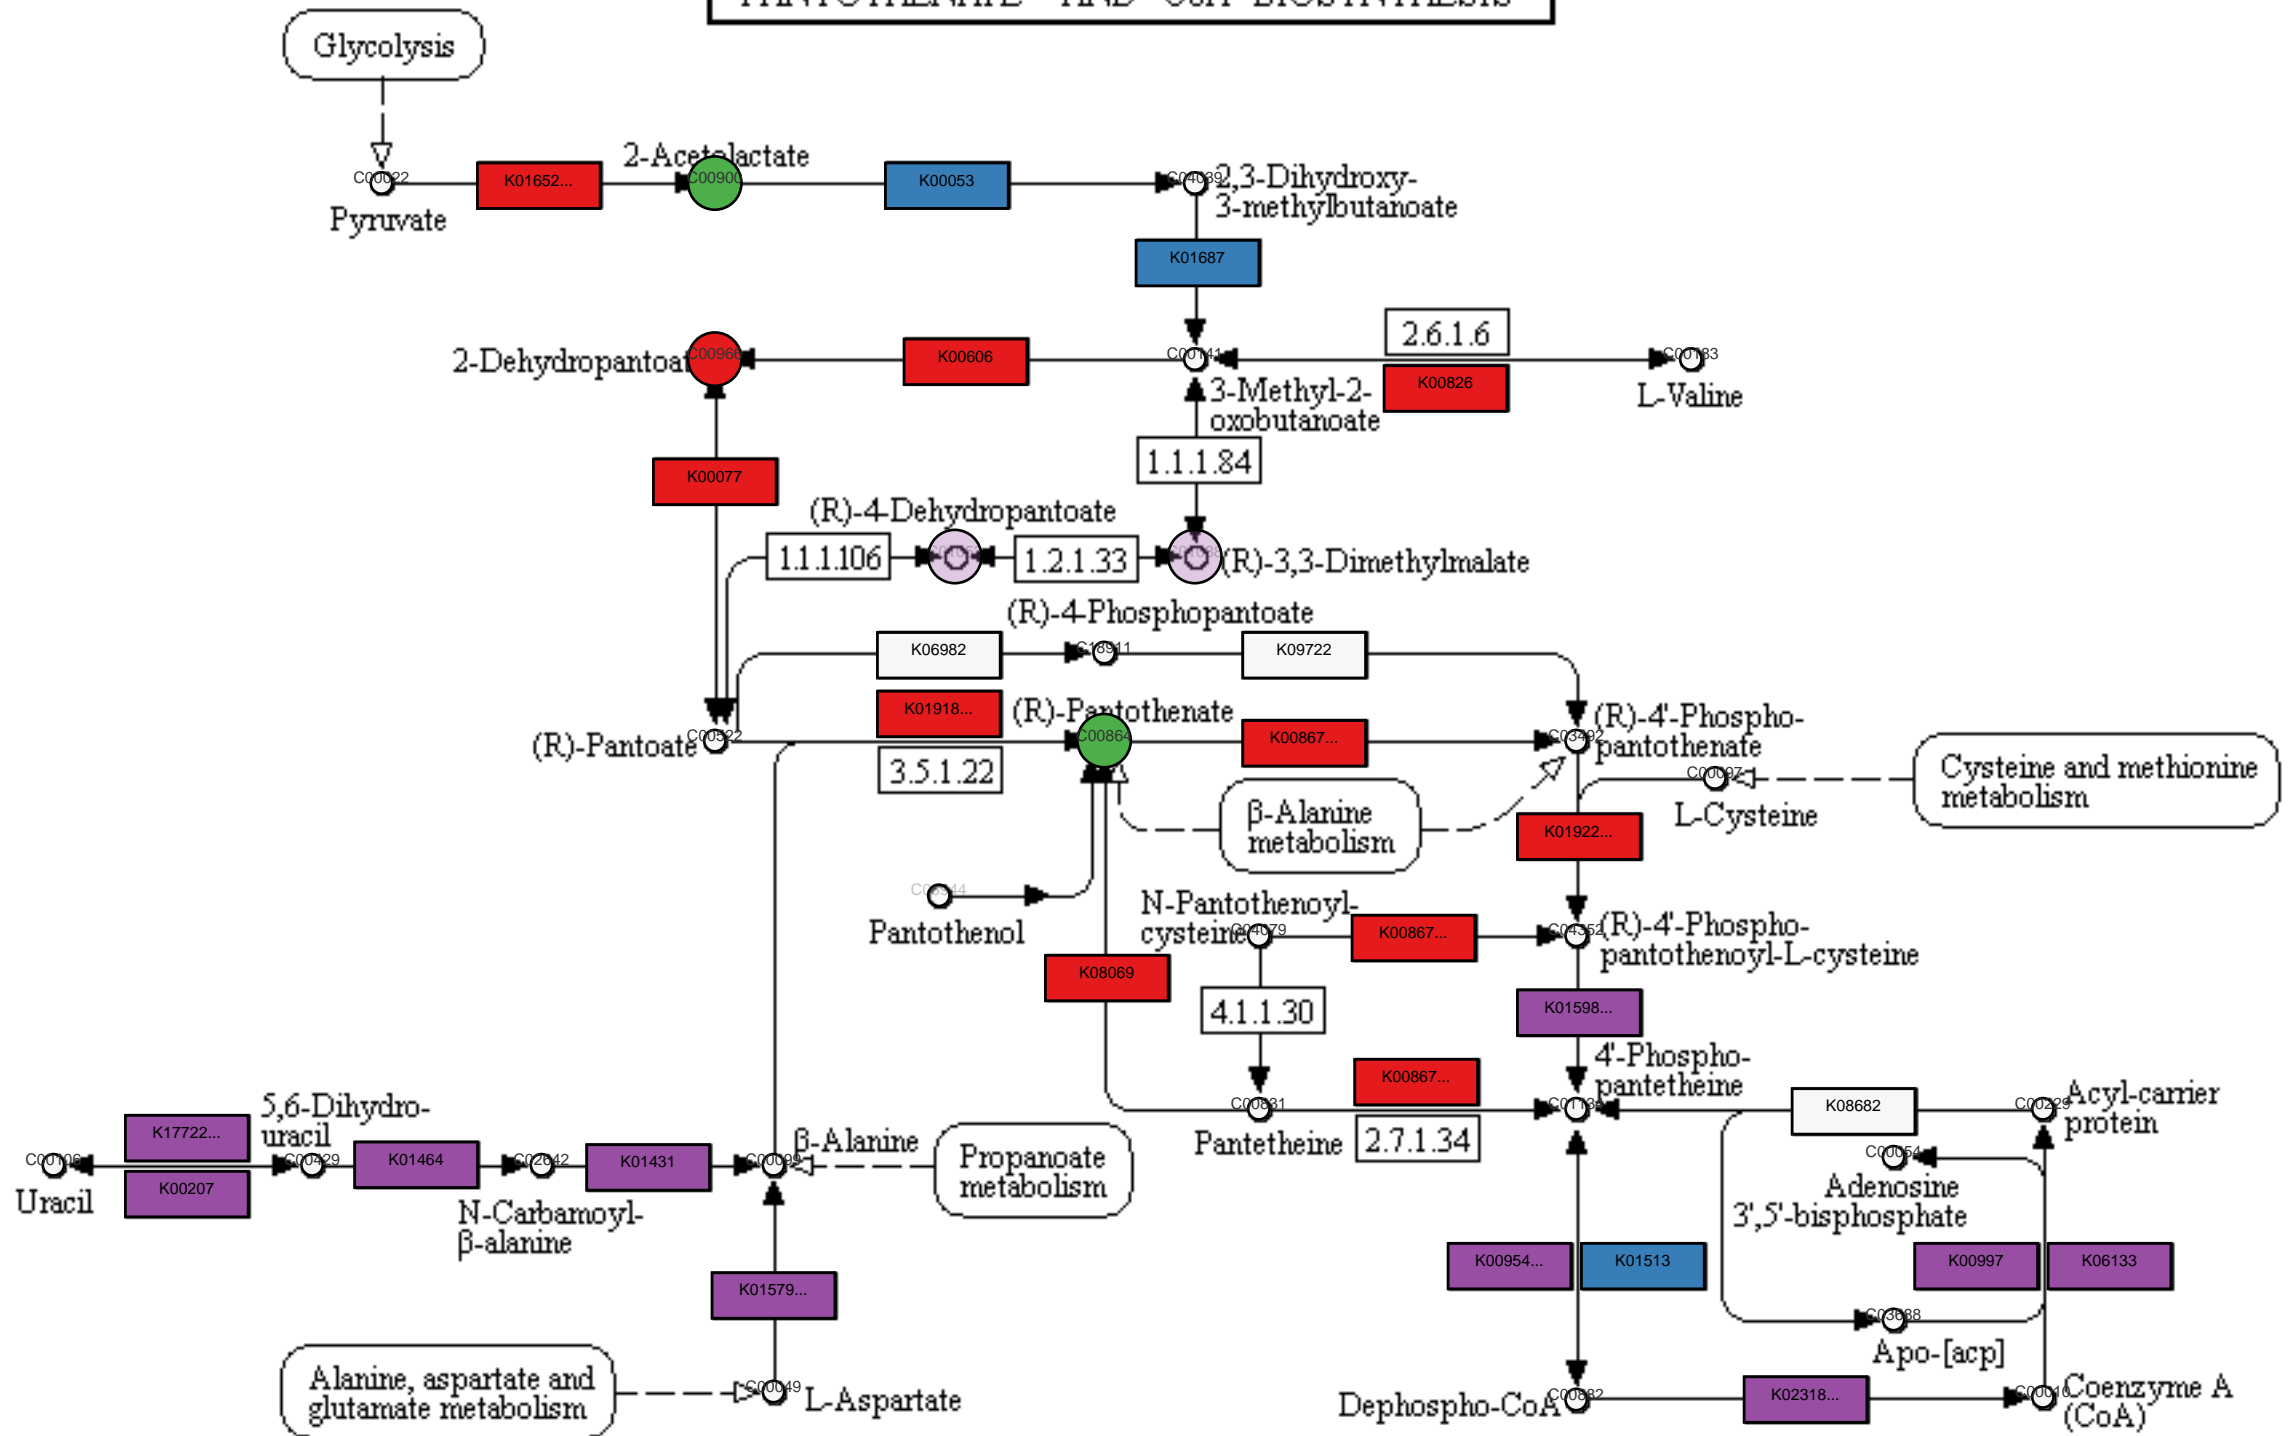 PANTOTHENATE AND CoA BIOSYNTHESIS
Glycolysis
2-Acetolactate
C00022
K01652...
C00900
K00053
C04039
2,3-Dihydroxy-
3-methylbutanoate
Pyruvate
K01687
2.6.1.6
2-Dehydropantoat
C00966
K00606
C00141
C00183
K00826
3-Methyl-2-
oxobutanoate
L-Valine
1.1.1.84
K00077
(R)-4-Dehydropantoate
1.1.1.106
1.2.1.33
(R)-3,3-Dimethylmalate
(R)-4-Phosphopantoate
K06982
C18911
K09722
K01918...
(R)-Pantothenate
(R)-4'-Phospho-
pantothenate
(R)-Pantoate
C00522
C00864
K00867...
C03492
3.5.1.22
Cysteine and methionine
metabolism
C00097
L-Cysteine
β-Alanine
metabolism
K01922...
Pantothenol
N-Pantothenoyl-
cysteine
C04079
K00867...
C04352
(R)-4'-Phospho-
pantothenoyl-L-cysteine
K08069
4.1.1.30
K01598...
4'-Phospho-
pantetheine
K00867...
C00831
C01134
K08682
C00229
Acyl-carrier
protein
Pantetheine
2.7.1.34
5,6-Dihydro-
uracil
K17722...
C00106
C00429
K01464
C02642
K01431
C00099
β-Alanine
Propanoate
metabolism
K00207
Uracil
N-Carbamoyl-
β-alanine
C00054
Adenosine
3',5'-bisphosphate
K01579...
K00954...
K01513
K00997
K06133
C03688
Apo-[acp]
Alanine, aspartate and
glutamate metabolism
C00049
L-Aspartate
Dephospho-CoA
C00882
K02318...
C00010
Coenzyme A
(CoA)